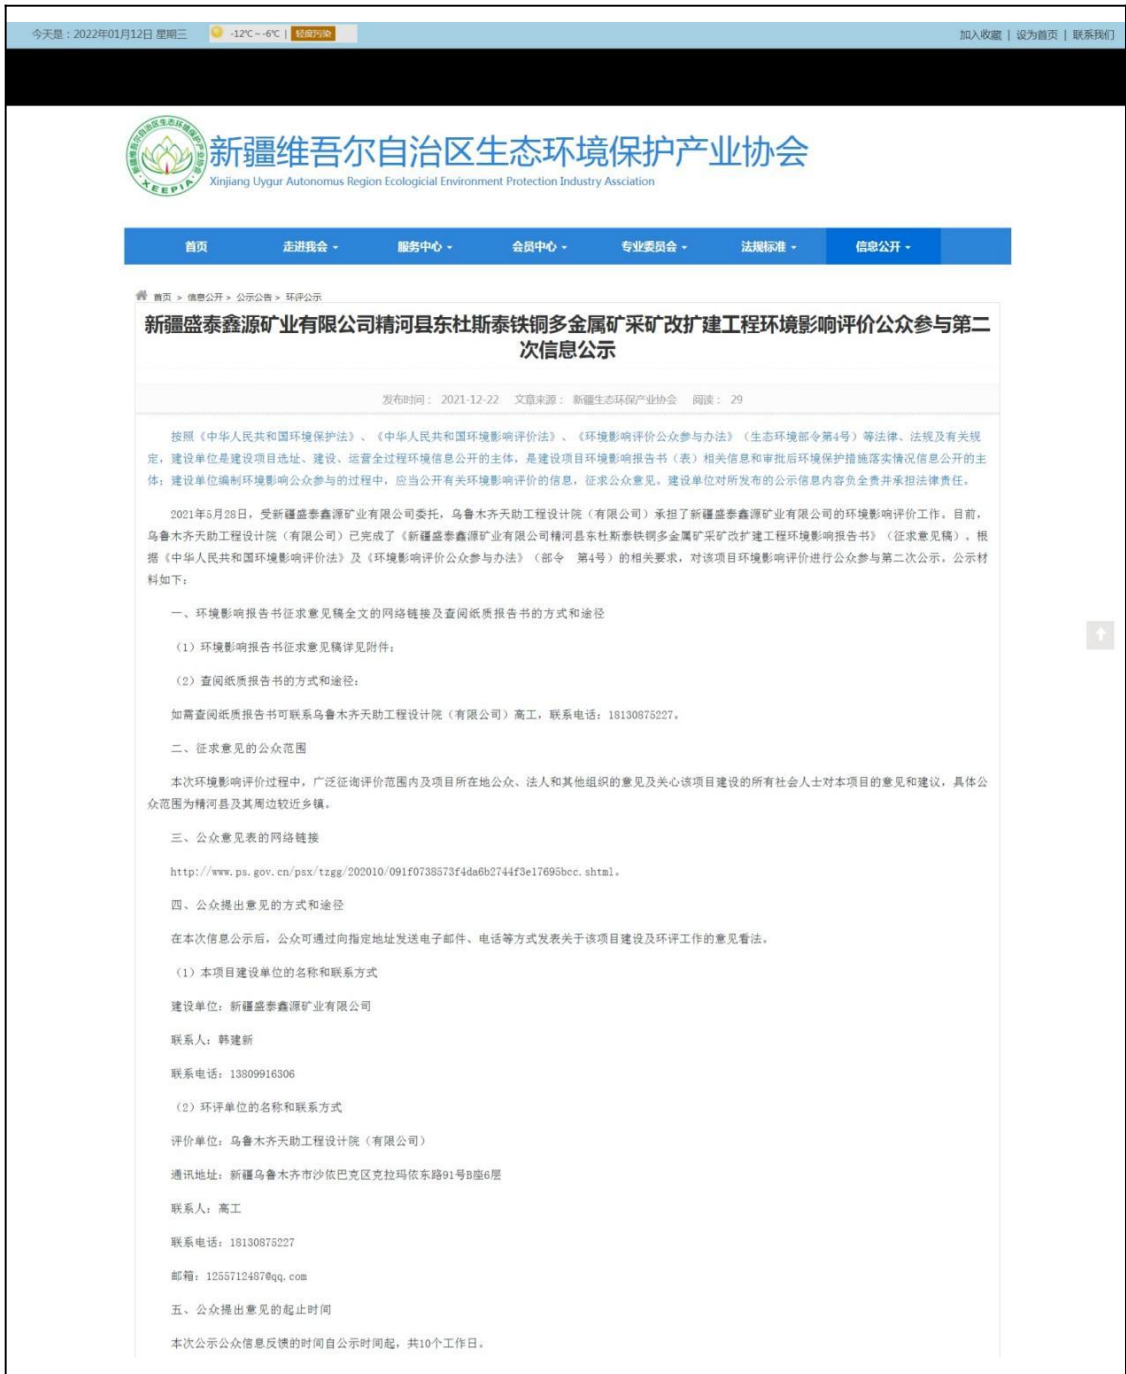 今天是：2022年01月12日 星期三 -12℃~-6℃ | 轻度污染 加入收藏 | 设为首页 | 联系我们
新疆维吾尔自治区生态环境保护产业协会
XEEPIA
Xinjiang Uygur Autonomus Region Ecologicial Environment Protection Industry Assciation
首页 走进我会 服务中心 会员中心 专业委员会 法规标准 信息公开
首页 > 信息公开 > 公示公告 > 环评公示
新疆盛泰鑫源矿业有限公司精河县东杜斯泰铁铜多金属矿采矿改扩建工程环境影响评价公众参与第二
次信息公示
发布时间： 2021-12-22 文章来源： 新疆生态环保产业协会 阅读： 29
按照《中华人民共和国环境保护法》、《中华人民共和国环境影响评价法》、《环境影响评价公众参与办法》（生态环境部令第4号）等法律、法规及有关规
定，建设单位是建设项目选址、建设、运营全过程环境信息公开的主体，是建设项目环境影响报告书（表）相关信息和审批后环境保护措施落实情况信息公开的主
体；建设单位编制环境影响公众参与的过程中，应当公开有关环境影响评价的信息，征求公众意见。建设单位对所发布的公示信息内容负全责并承担法律责任。
2021年5月28日，受新疆盛泰鑫源矿业有限公司委托，乌鲁木齐天助工程设计院（有限公司）承担了新疆盛泰鑫源矿业有限公司的环境影响评价工作。目前，
乌鲁木齐天助工程设计院（有限公司）已完成了《新疆盛泰鑫源矿业有限公司精河县东杜斯泰铁铜多金属矿采矿改扩建工程环境影响报告书》（征求意见稿），根
据《中华人民共和国环境影响评价法》及《环境影响评价公众参与办法》（部令 第4号）的相关要求，对该项目环境影响评价进行公众参与第二次公示，公示材
料如下：
一、环境影响报告书征求意见稿全文的网络链接及查阅纸质报告书的方式和途径
（1）环境影响报告书征求意见稿详见附件；
（2）查阅纸质报告书的方式和途径：
如需查阅纸质报告书可联系乌鲁木齐天助工程设计院（有限公司）高工，联系电话：18130875227。
二、征求意见的公众范围
本次环境影响评价过程中，广泛征询评价范围内及项目所在地公众、法人和其他组织的意见及关心该项目建设的所有社会人士对本项目的意见和建议，具体公
众范围为精河县及其周边较近乡镇。
三、公众意见表的网络链接
http://www.ps.gov.cn/psx/tzgg/202010/091f0738573f4da6b2744f3e17695bcc.shtml。
四、公众提出意见的方式和途径
在本次信息公示后，公众可通过向指定地址发送电子邮件、电话等方式发表关于该项目建设及环评工作的意见看法。
（1）本项目建设单位的名称和联系方式
建设单位：新疆盛泰鑫源矿业有限公司
联系人：韩建新
联系电话：13809916306
（2）环评单位的名称和联系方式
评价单位：乌鲁木齐天助工程设计院（有限公司）
通讯地址：新疆乌鲁木齐市沙依巴克区克拉玛依东路91号B座6层
联系人：高工
联系电话：18130875227
邮箱：1255712487@qq.com
五、公众提出意见的起止时间
本次公示公众信息反馈的时间自公示时间起，共10个工作日。